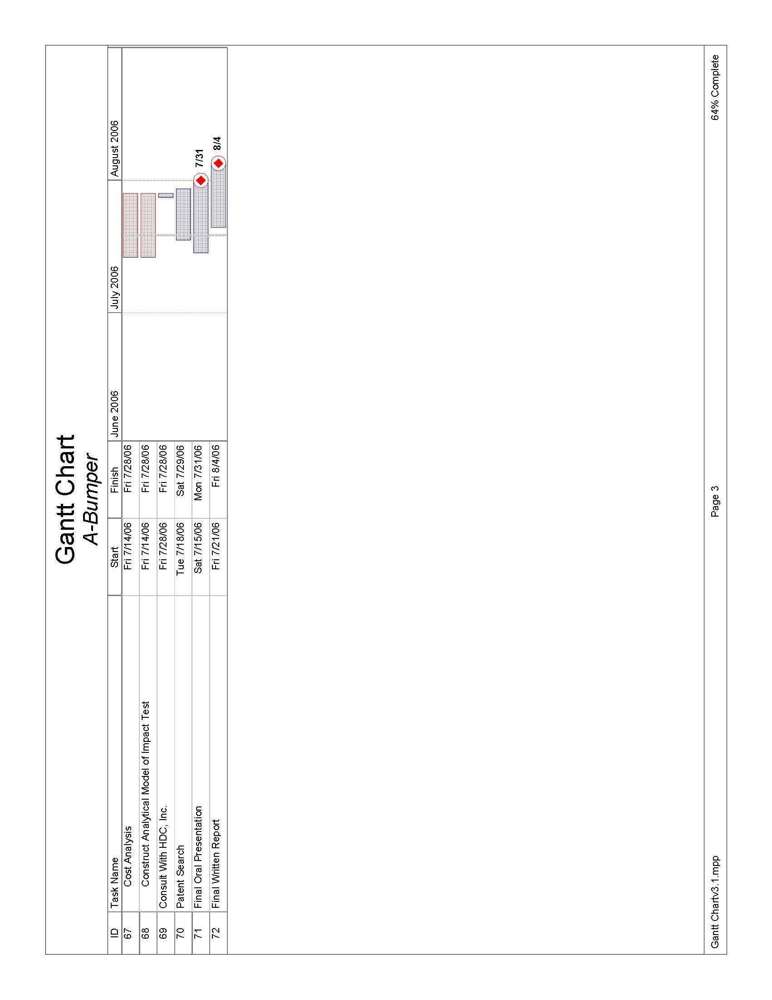 Gantt Chart
A-Bumper
ID Task Name Start Finish June 2006 July 2006 August 2006
67 Cost Analysis Fri 7/14/06 Fri 7/28/06
68 Construct Analytical Model of Impact Test Fri 7/14/06 Fri 7/28/06
69 Consult With HDC, Inc. Fri 7/28/06 Fri 7/28/06
70 Patent Search Tue 7/18/06 Sat 7/29/06
71 Final Oral Presentation Sat 7/15/06 Mon 7/31/06 7/31
72 Final Written Report Fri 7/21/06 Fri 8/4/06 8/4
Gantt Chartv3.1.mpp Page 3 64% Complete